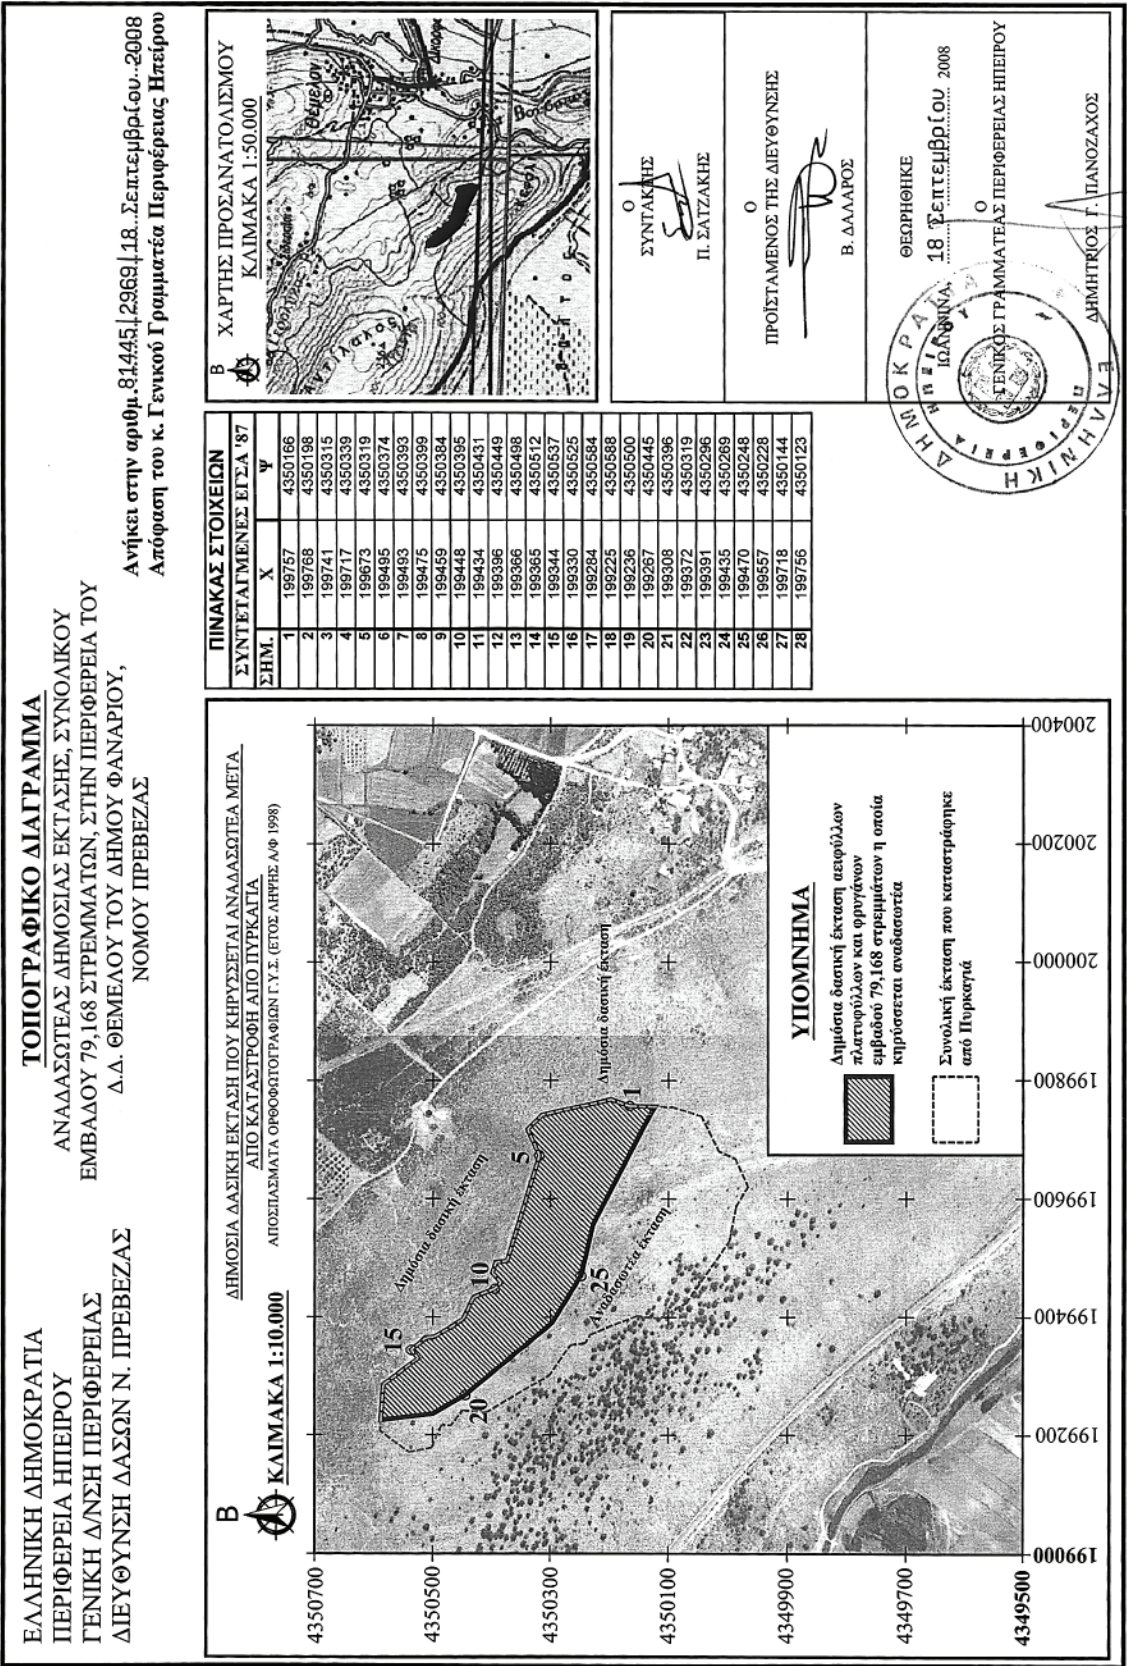 ΕΛΛΗΝΙΚΗ ΔΗΜΟΚΡΑΤΙΑ
ΠΕΡΙΦΕΡΕΙΑ ΗΠΕΙΡΟΥ
ΓΕΝΙΚΗ Δ/ΝΣΗ ΠΕΡΙΦΕΡΕΙΑΣ
ΔΙΕΥΘΥΝΣΗ ΔΑΣΩΝ Ν. ΠΡΕΒΕΖΑΣ
ΤΟΠΟΓΡΑΦΙΚΟ ΔΙΑΓΡΑΜΜΑ
ΑΝΑΔΑΣΩΤΕΑΣ ΔΗΜΟΣΙΑΣ ΕΚΤΑΣΗΣ, ΣΥΝΟΛΙΚΟΥ
ΕΜΒΑΔΟΥ 79,168 ΣΤΡΕΜΜΑΤΩΝ, ΣΤΗΝ ΠΕΡΙΦΕΡΕΙΑ ΤΟΥ
Δ.Δ. ΘΕΜΕΛΟΥ ΤΟΥ ΔΗΜΟΥ ΦΑΝΑΡΙΟΥ,
ΝΟΜΟΥ ΠΡΕΒΕΖΑΣ
Ανήκει στην αριθμ. 81445|2969|18 Σεπτεμβρίου 2008
Απόφαση του κ. Γενικού Γραμματέα Περιφέρειας Ηπείρου
Β
ΚΛΙΜΑΚΑ 1:10.000
ΔΗΜΟΣΙΑ ΔΑΣΙΚΗ ΕΚΤΑΣΗ ΠΟΥ ΚΗΡΥΣΣΕΤΑΙ ΑΝΑΔΑΣΩΤΕΑ ΜΕΤΑ
ΑΠΟ ΚΑΤΑΣΤΡΟΦΗ ΑΠΟ ΠΥΡΚΑΓΙΑ
ΑΠΟΣΠΑΣΜΑΤΑ ΟΡΘΟΦΩΤΟΓΡΑΦΙΩΝ Γ.Υ.Σ. (ΕΤΟΣ ΛΗΨΗΣ Α/Φ 1998)
4350700
4350500
4350300
4350100
4349900
4349700
4349500
199000
199200
199400
199600
199800
200000
200200
200400
Δημόσια δασική έκταση
Δημόσια δασική έκταση
Αναδασωτέα έκταση
1
5
10
15
20
25
ΥΠΟΜΝΗΜΑ
Δημόσια δασική έκταση αειφύλλον
πλατυφύλλον και φρυγάνων
εμβαδού 79,168 στρεμμάτων η οποία
κηρύσσεται αναδασωτέα
Συνολική έκταση που καταστράφηκε
από Πυρκαγιά
ΠΙΝΑΚΑΣ ΣΤΟΙΧΕΙΩΝ
ΣΥΝΤΕΤΑΓΜΕΝΕΣ ΕΓΣΑ '87
ΣΗΜ. Χ Ψ
1 199757 4350166
2 199768 4350198
3 199741 4350315
4 199717 4350339
5 199673 4350319
6 199495 4350374
7 199493 4350393
8 199475 4350399
9 199459 4350384
10 199448 4350395
11 199434 4350431
12 199396 4350449
13 199366 4350498
14 199365 4350512
15 199344 4350537
16 199330 4350525
17 199284 4350584
18 199225 4350588
19 199236 4350500
20 199267 4350445
21 199308 4350396
22 199372 4350319
23 199391 4350296
24 199435 4350269
25 199470 4350248
26 199557 4350228
27 199718 4350144
28 199756 4350123
Β
ΧΑΡΤΗΣ ΠΡΟΣΑΝΑΤΟΛΙΣΜΟΥ
ΚΛΙΜΑΚΑ 1:50.000
Θέμελον
Βάλτος
Ο
ΣΥΝΤΑΚΤΗΣ
Π. ΣΑΤΖΑΚΗΣ
Ο
ΠΡΟΪΣΤΑΜΕΝΟΣ ΤΗΣ ΔΙΕΥΘΥΝΣΗΣ
Β. ΔΑΛΑΡΟΣ
ΘΕΩΡΗΘΗΚΕ
ΙΩΑΝΝΙΝΑ, 18 Σεπτεμβρίου 2008
Ο
ΓΕΝΙΚΟΣ ΓΡΑΜΜΑΤΕΑΣ ΠΕΡΙΦΕΡΕΙΑΣ ΗΠΕΙΡΟΥ
ΔΗΜΗΤΡΙΟΣ Γ. ΠΑΝΟΖΑΧΟΣ
ΕΛΛΗΝΙΚΗ ΔΗΜΟΚΡΑΤΙΑ
ΠΕΡΙΦΕΡΕΙΑ ΗΠΕΙΡΟΥ